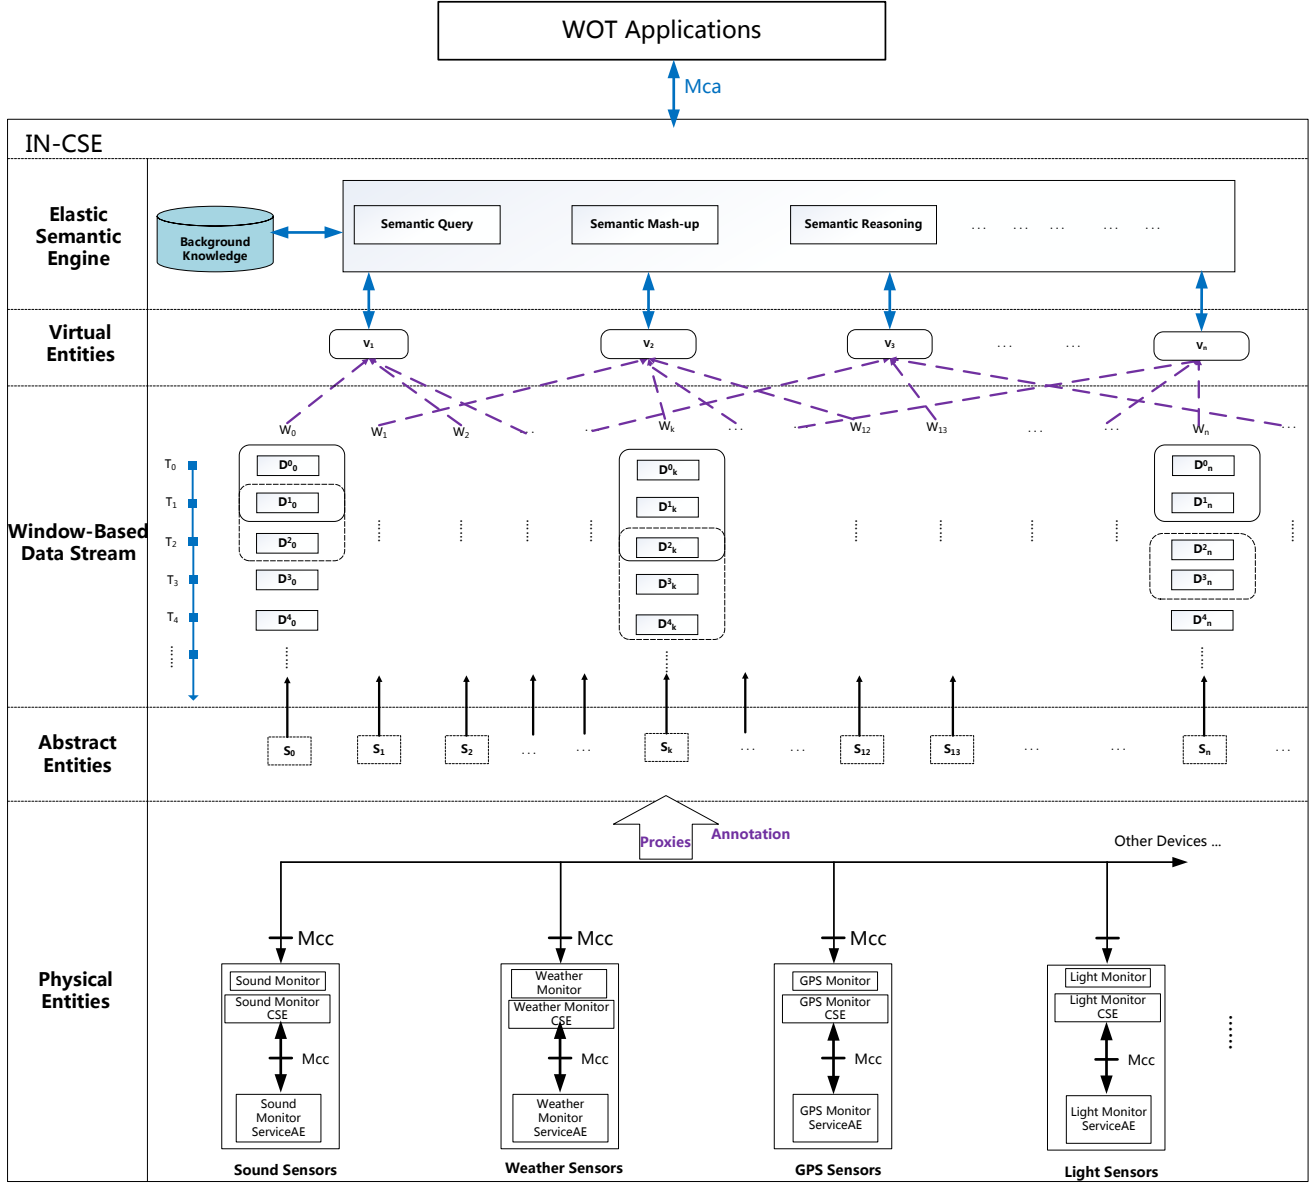 WOT Applications
Mca
IN-CSE
Elastic
Semantic
Engine
Background
Knowledge
Semantic Query
Semantic Mash-up
Semantic Reasoning
... ... ... ... ...
Virtual
Entities
V₁
V₂
V₃
... ...
Vₙ
W₀
W₁
W₂
...
...
Wₖ
...
...
W₁₂
W₁₃
...
...
Wₙ
...
Window-Based
Data Stream
T₀
T₁
T₂
T₃
T₄
D⁰₀
D¹₀
D²₀
D³₀
D⁴₀
D⁰ₖ
D¹ₖ
D²ₖ
D³ₖ
D⁴ₖ
D⁰ₙ
D¹ₙ
D²ₙ
D³ₙ
D⁴ₙ
Abstract
Entities
S₀
S₁
S₂
... ...
Sₖ
... ...
S₁₂
S₁₃
... ...
Sₙ
...
Proxies
Annotation
Other Devices ...
Physical
Entities
Mcc
Mcc
Mcc
Sound Monitor
Sound Monitor
CSE
Mcc
Sound
Monitor
ServiceAE
Sound Sensors
Weather
Monitor
Weather Monitor
CSE
Mcc
Weather
Monitor
ServiceAE
Weather Sensors
GPS Monitor
GPS Monitor
CSE
Mcc
GPS Monitor
ServiceAE
GPS Sensors
Light Monitor
Light Monitor
CSE
Mcc
Light Monitor
ServiceAE
Light Sensors